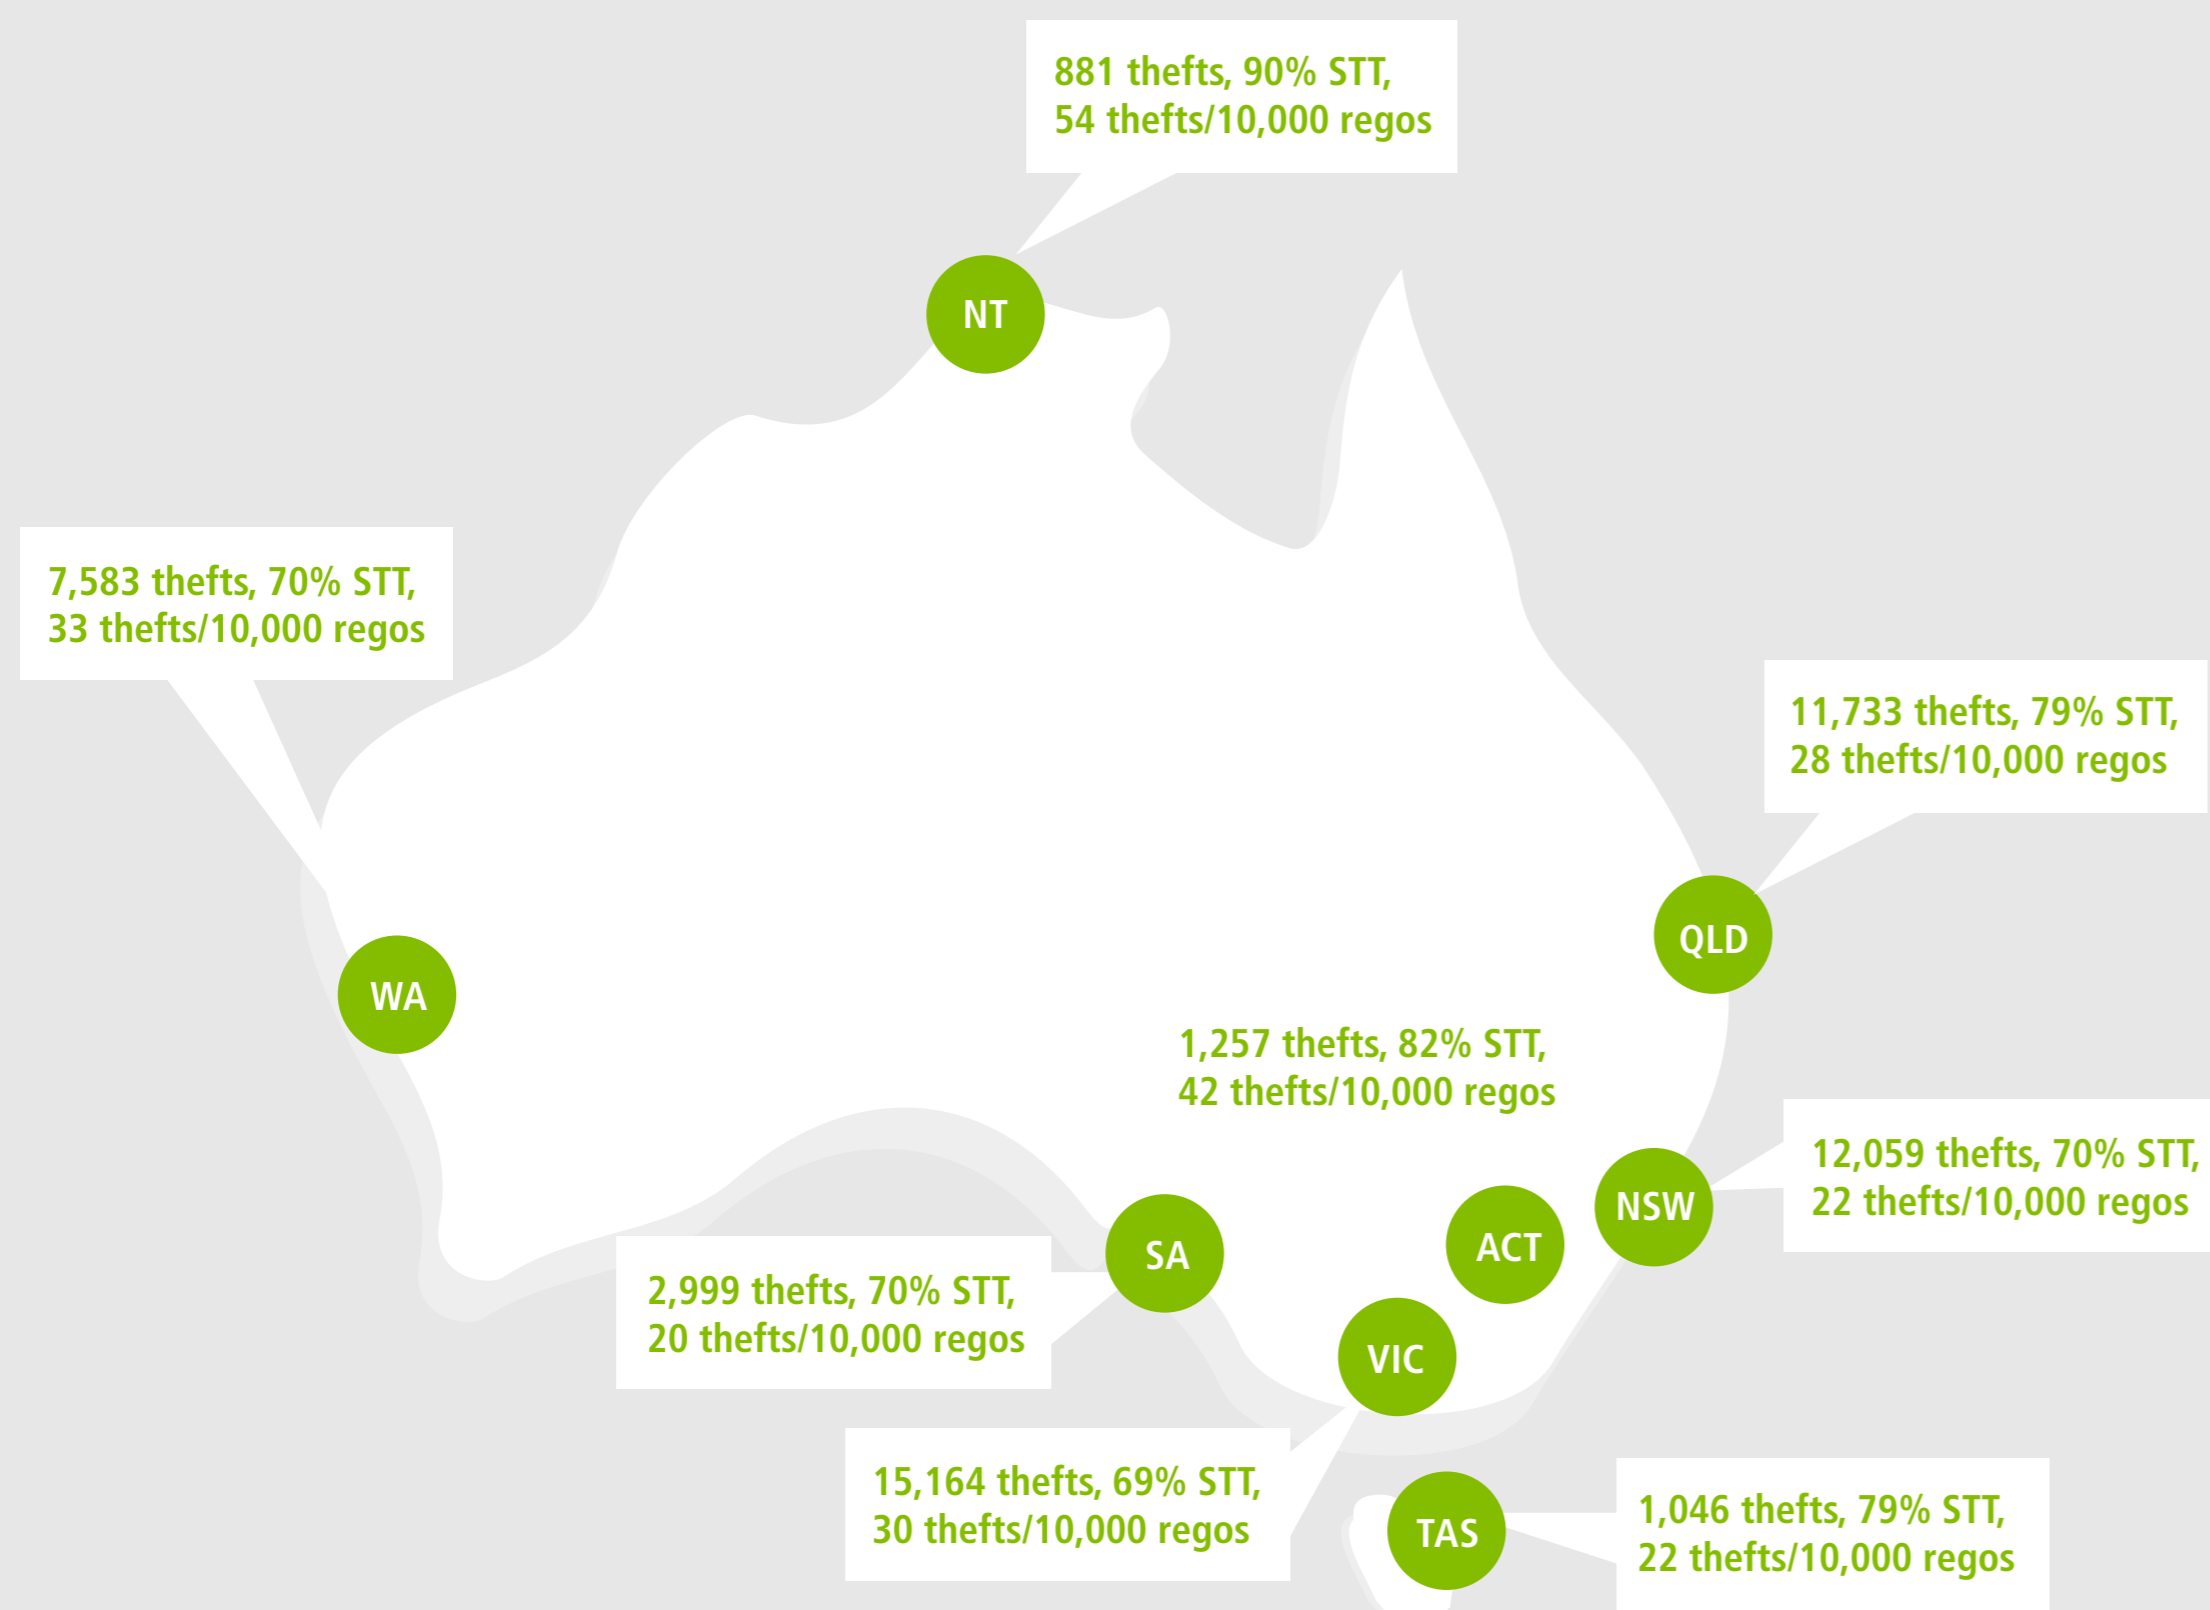 881 thefts, 90% STT,
54 thefts/10,000 regos
NT
7,583 thefts, 70% STT,
33 thefts/10,000 regos
WA
11,733 thefts, 79% STT,
28 thefts/10,000 regos
QLD
1,257 thefts, 82% STT,
42 thefts/10,000 regos
ACT
12,059 thefts, 70% STT,
22 thefts/10,000 regos
NSW
2,999 thefts, 70% STT,
20 thefts/10,000 regos
SA
VIC
15,164 thefts, 69% STT,
30 thefts/10,000 regos
TAS
1,046 thefts, 79% STT,
22 thefts/10,000 regos